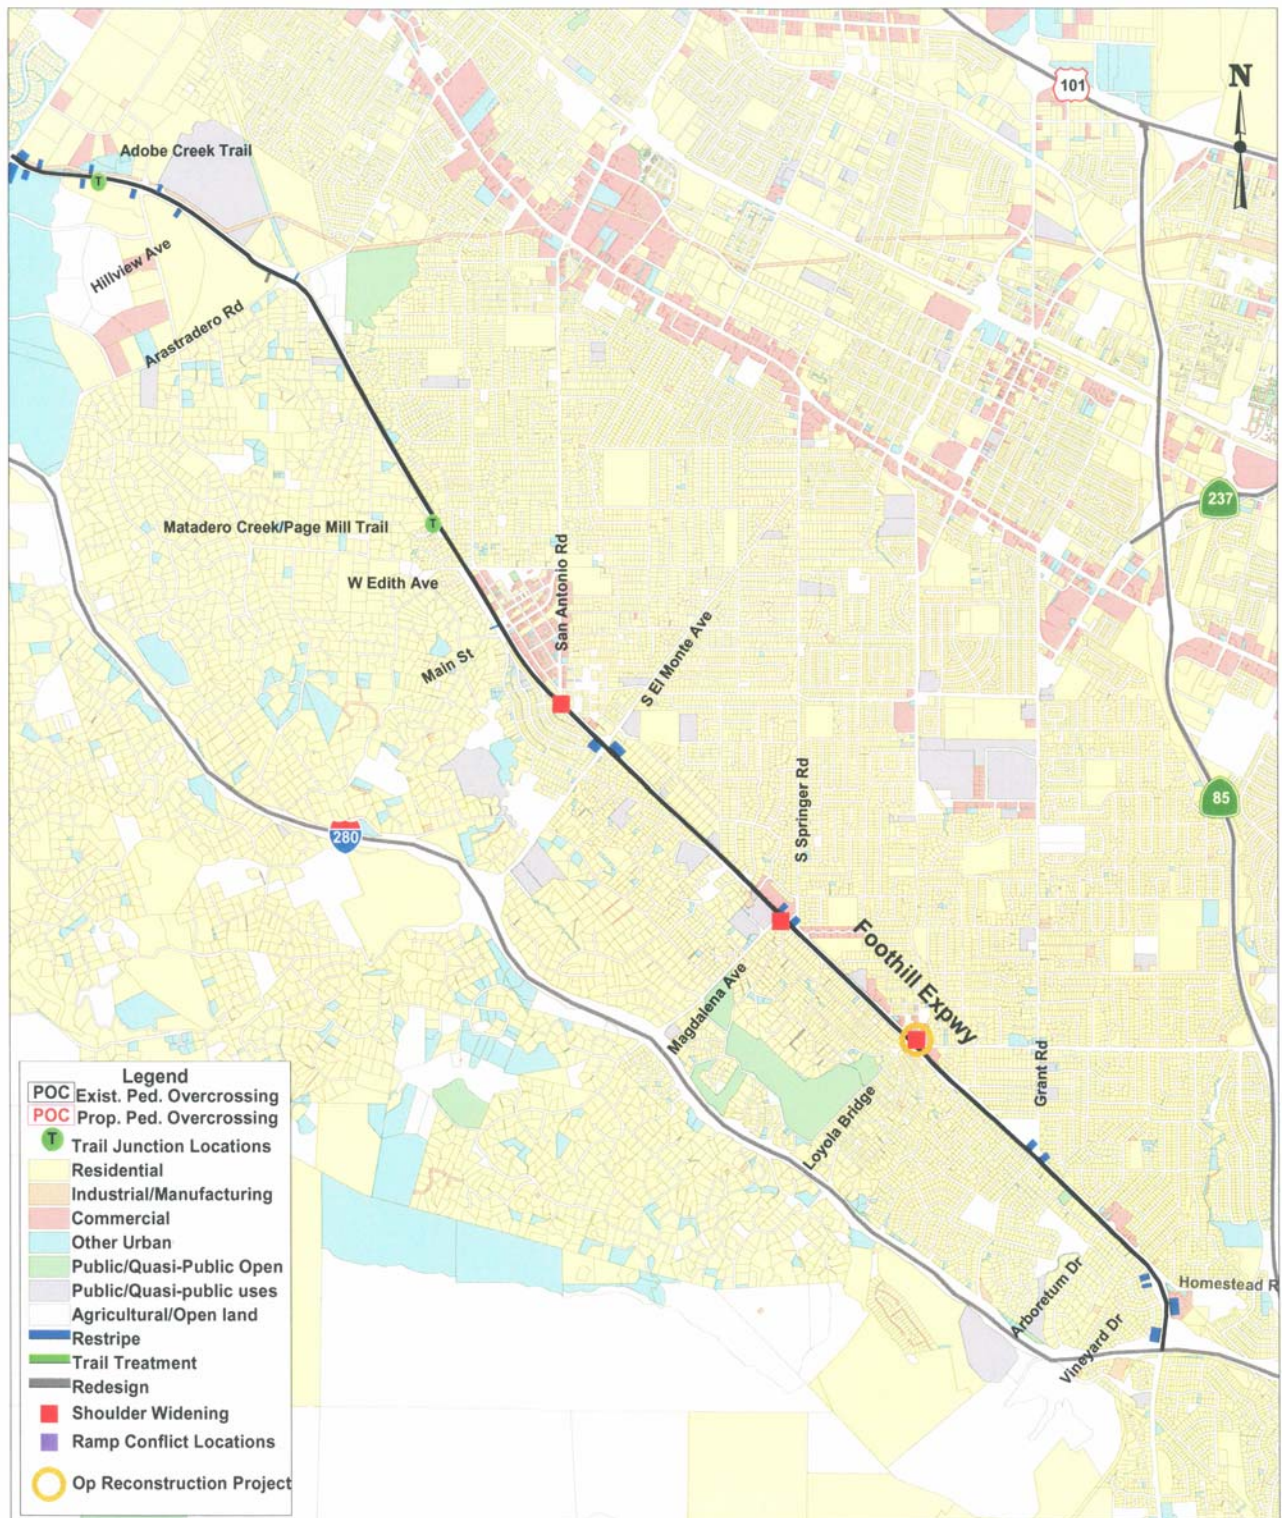 101
N
Adobe Creek Trail
T
Hillview Ave
Arastradero Rd
237
Matadero Creek/Page Mill Trail
T
W Edith Ave
San Antonio Rd
Main St
S El Monte Ave
S Springer Rd
85
280
Foothill Expwy
Magdalena Ave
Grant Rd
Loyola Bridge
Homestead R
Arboretum Dr
Vineyard Dr
Legend
POC Exist. Ped. Overcrossing
POC Prop. Ped. Overcrossing
T Trail Junction Locations
Residential
Industrial/Manufacturing
Commercial
Other Urban
Public/Quasi-Public Open
Public/Quasi-public uses
Agricultural/Open land
Restripe
Trail Treatment
Redesign
Shoulder Widening
Ramp Conflict Locations
Op Reconstruction Project